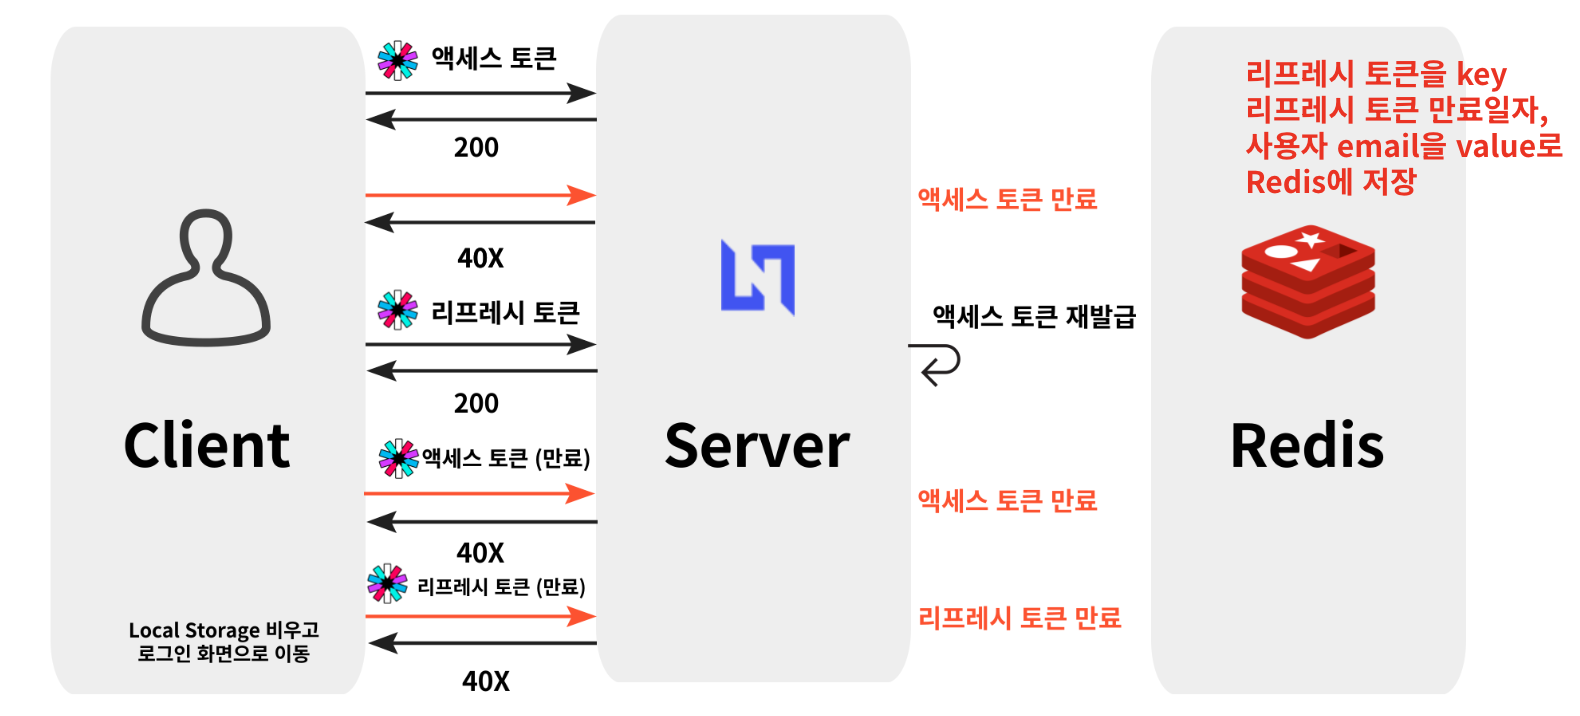 액세스 토큰
200
액세스 토큰 만료
40X
리프레시 토큰
액세스 토큰 재발급
200
액세스 토큰 (만료)
액세스 토큰 만료
40X
리프레시 토큰 (만료)
리프레시 토큰 만료
40X
Client
Local Storage 비우고
로그인 화면으로 이동
Server
리프레시 토큰을 key
리프레시 토큰 만료일자,
사용자 email을 value로
Redis에 저장
Redis